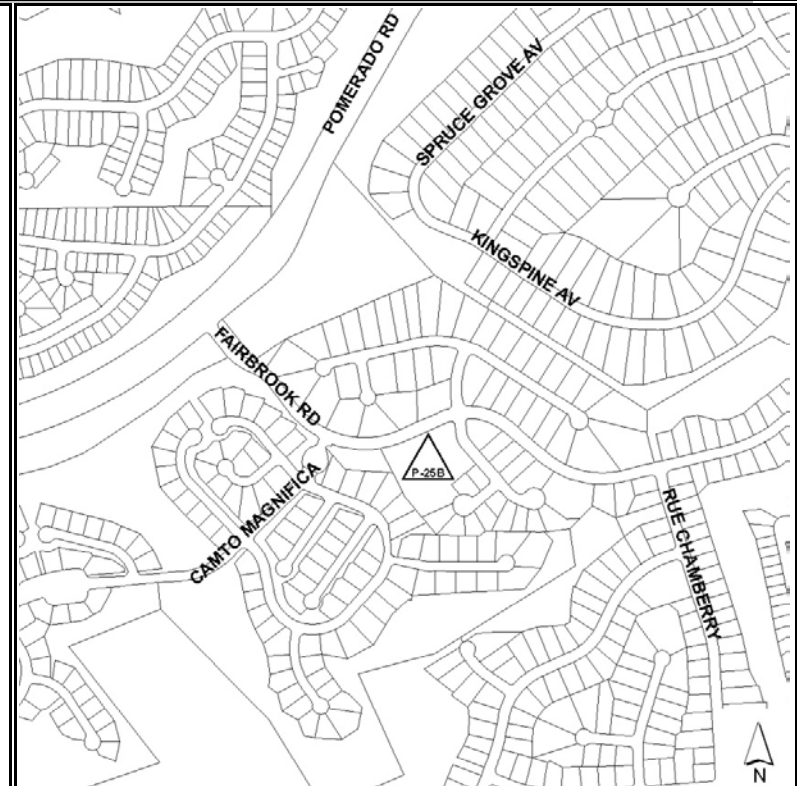 POMERADO RD
SPRUCE GROVE AV
KINGSPINE AV
FAIRBROOK RD
P-25B
CAMTO MAGNIFICA
RUE CHAMBERRY
N